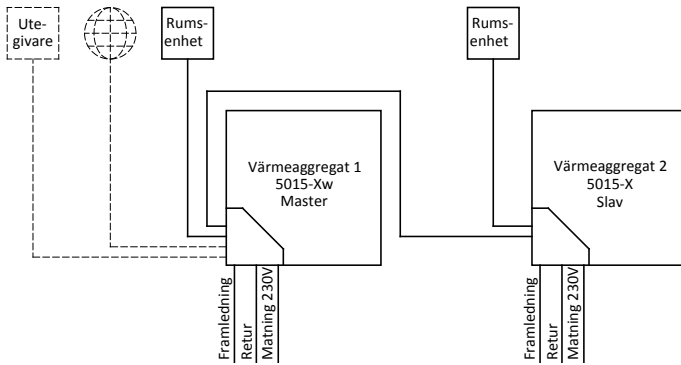 Ute-
givare
Rums-
enhet
Rums-
enhet
Värmeaggregat 1
5015-Xw
Master
Värmeaggregat 2
5015-X
Slav
Framledning
Retur
Matning 230V
Framledning
Retur
Matning 230V